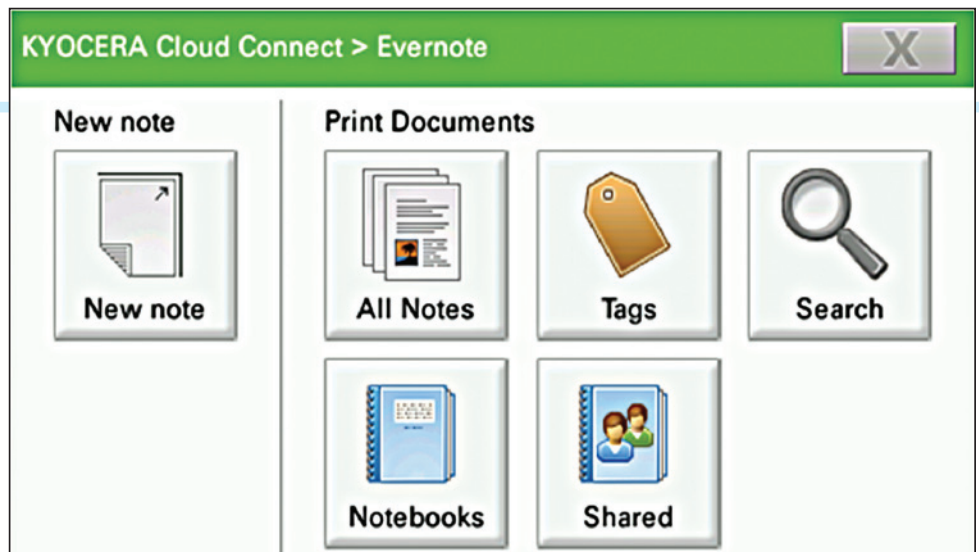 KYOCERA Cloud Connect > Evernote
X
New note
Print Documents
New note
All Notes
Tags
Search
Notebooks
Shared